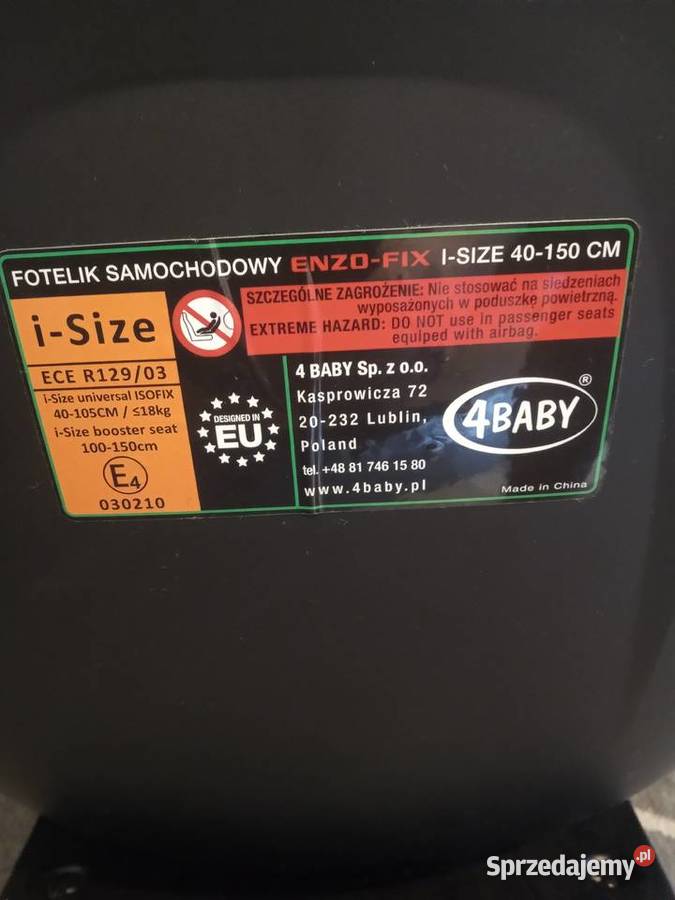 FOTELIK SAMOCHODOWY ENZO-FIX I-SIZE 40-150 CM
i-Size
ECE R129/03
i-Size universal ISOFIX
40-105CM / ≤18kg
i-Size booster seat
100-150cm
E4
030210
SZCZEGÓLNE ZAGROŻENIE: Nie stosować na siedzeniach
wyposażonych w poduszkę powietrzną.
EXTREME HAZARD: DO NOT use in passenger seats
equiped with airbag.
DESIGNED IN
EU
4 BABY Sp. z o.o.
Kasprowicza 72
20-232 Lublin,
Poland
tel. +48 81 746 15 80
www.4baby.pl
4BABY®
Made in China
Sprzedajemy.pl